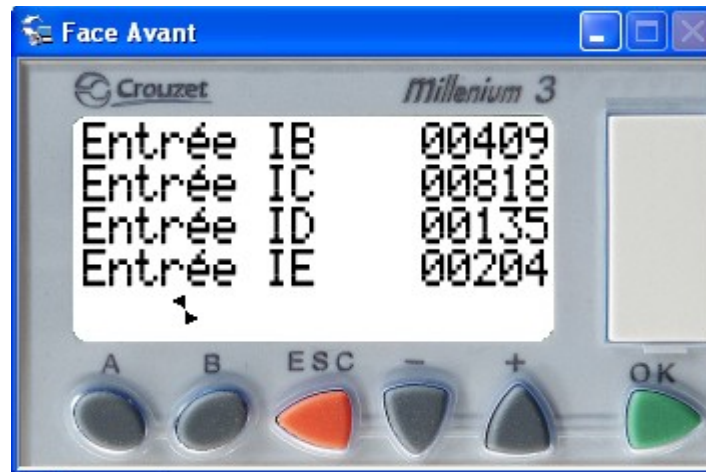 Face Avant
Crouzet Millenium 3
Entrée IB 00409
Entrée IC 00818
Entrée ID 00135
Entrée IE 00204
A B ESC - + OK